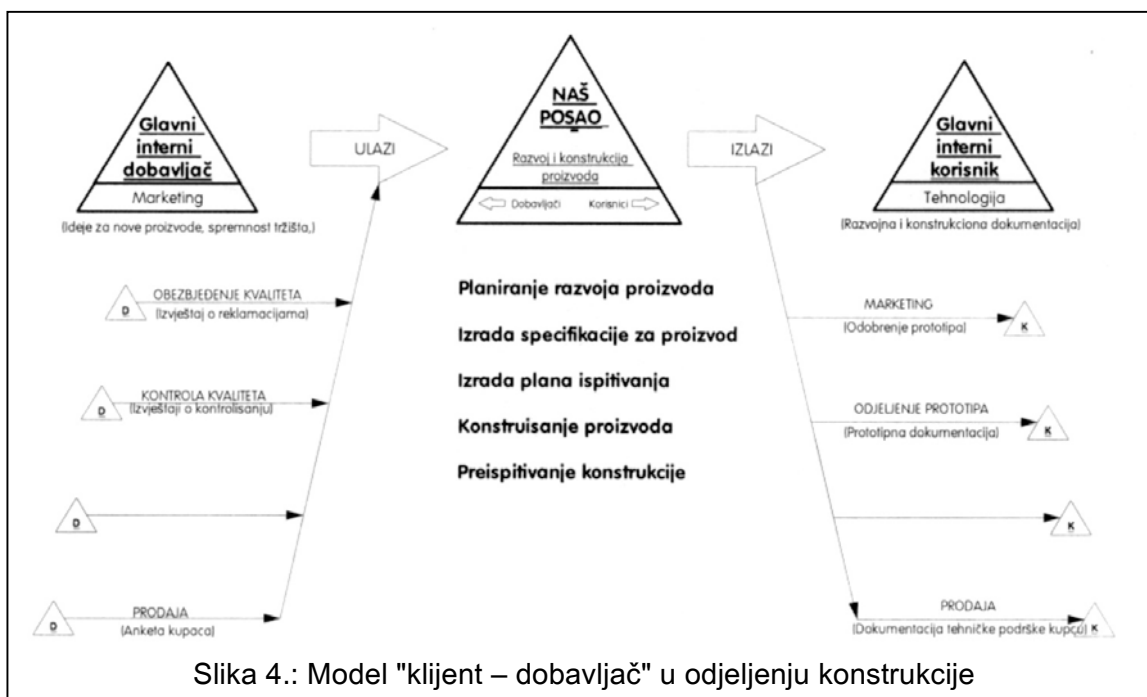 Glavni
interni
dobavljač
Marketing
(Ideje za nove proizvode, spremnost tržišta,)
ULAZI
NAŠ
POSAO
Razvoj i konstrukcija
proizvoda
Dobavljači
Korisnici
IZLAZI
Glavni
interni
korisnik
Tehnologija
(Razvojna i konstrukciona dokumentacija)
D
OBEZBJEĐENJE KVALITETA
(Izvještaj o reklamacijama)
D
KONTROLA KVALITETA
(Izvještaji o kontrolisanju)
D
D
PRODAJA
(Anketa kupaca)
Planiranje razvoja proizvoda
Izrada specifikacije za proizvod
Izrada plana ispitivanja
Konstruisanje proizvoda
Preispitivanje konstrukcije
MARKETING
(Odobrenje prototipa)
K
ODJELJENJE PROTOTIPA
(Prototipna dokumentacija)
K
K
PRODAJA
(Dokumentacija tehničke podrške kupcu)
K
Slika 4.: Model "klijent – dobavljač" u odjeljenju konstrukcije